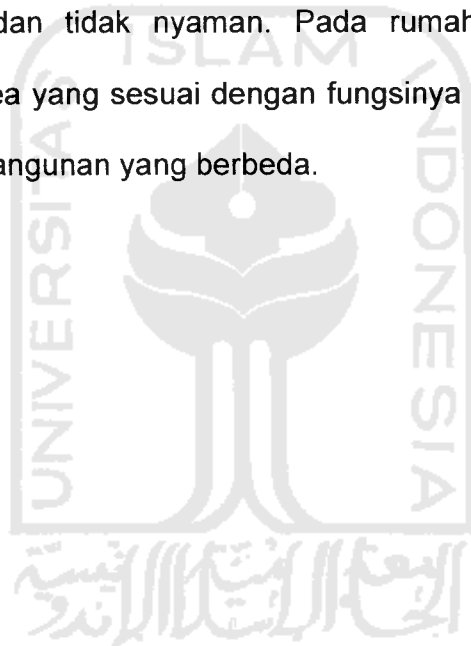 dan tidak nyaman. Pada rumah
ea yang sesuai dengan fungsinya
angunan yang berbeda.
ISLAM
UNIVERSITAS
INDONESIA